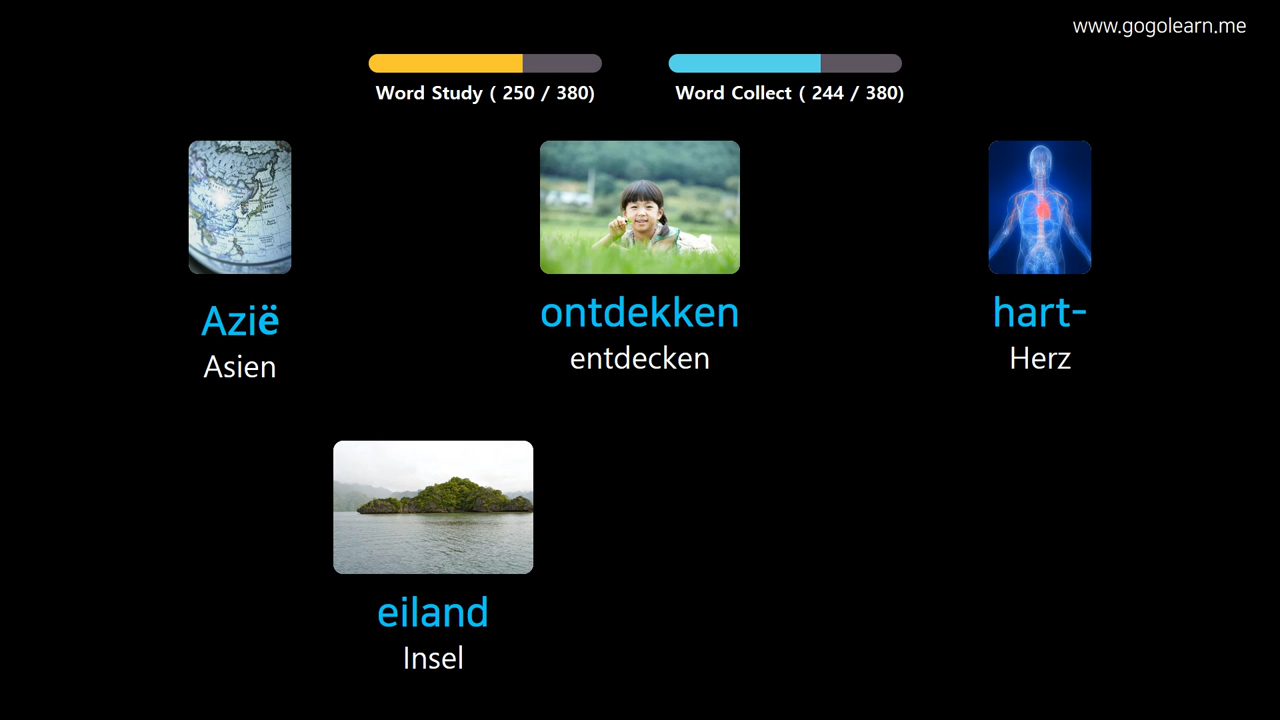 www.gogolearn.me
Word Study ( 250 / 380)
Word Collect ( 244 / 380)
Azië
Asien
ontdekken
entdecken
hart-
Herz
eiland
Insel